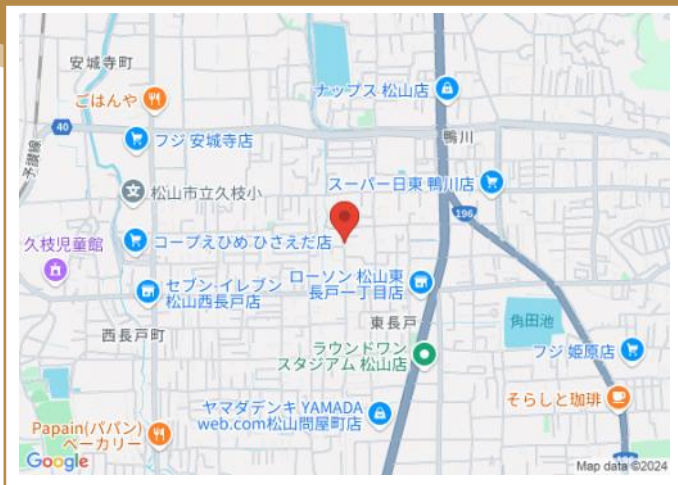 安城寺町
ナップス 松山店
ごはんや
40
フジ 安城寺店
鴨川
予讃線
松山市立久枝小
スーパー日東 鴨川店
196
久枝児童館
コープえひめ ひさえだ店
セブン-イレブン
松山西長戸店
ローソン 松山東
長戸一丁目店
西長戸町
東長戸
角田池
ラウンドワン
スタジアム 松山店
フジ 姫原店
そらしと珈琲
ヤマダデンキ YAMADA
web.com松山問屋町店
Papain(パパン)
ベーカリー
196
Google
Map data ©2024